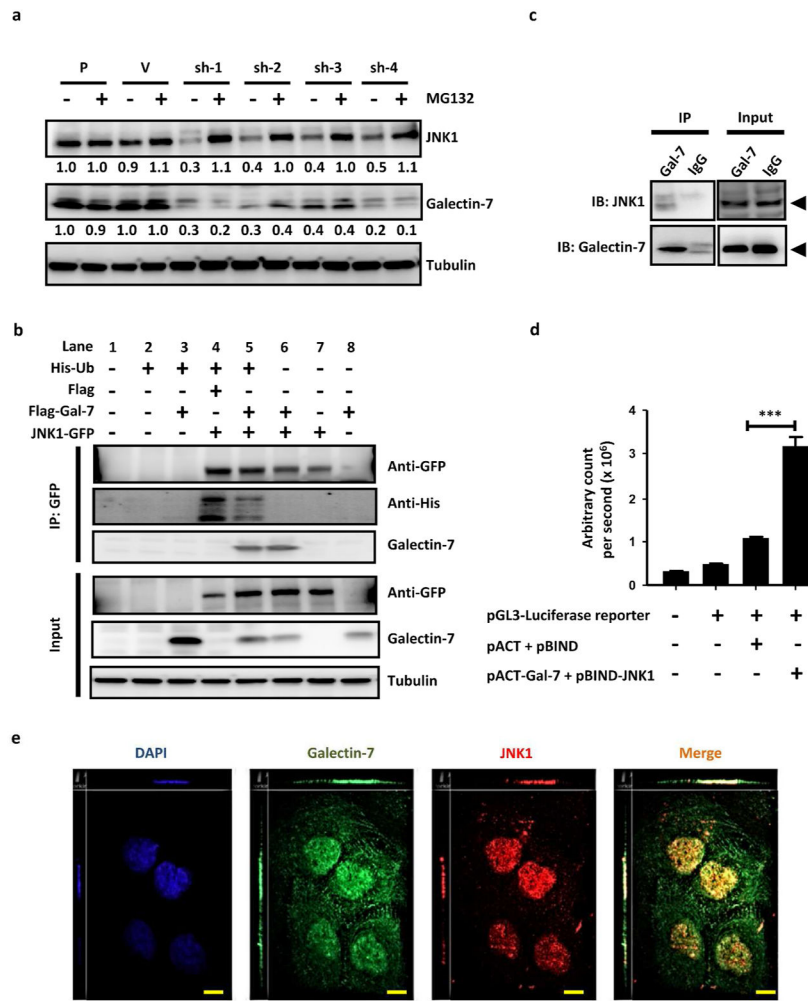 a
P V sh-1 sh-2 sh-3 sh-4
- + - + - + - + - + - + MG132
JNK1
1.0 1.0 0.9 1.1 0.3 1.1 0.4 1.0 0.4 1.0 0.5 1.1
Galectin-7
1.0 0.9 1.0 1.0 0.3 0.2 0.3 0.4 0.4 0.4 0.2 0.1
Tubulin
c
IP Input
Gal-7 IgG Gal-7 IgG
IB: JNK1
IB: Galectin-7
b
Lane 1 2 3 4 5 6 7 8
His-Ub - + + + + - - -
Flag - - - + - - - -
Flag-Gal-7 - - + - + + - +
JNK1-GFP - - - + + + + -
IP: GFP
Anti-GFP
Anti-His
Galectin-7
Input
Anti-GFP
Galectin-7
Tubulin
d
Arbitrary count
per second (x 10⁶)
4
3
2
1
0
***
pGL3-Luciferase reporter - + + +
pACT + pBIND - - + -
pACT-Gal-7 + pBIND-JNK1 - - - +
e
DAPI Galectin-7 JNK1 Merge